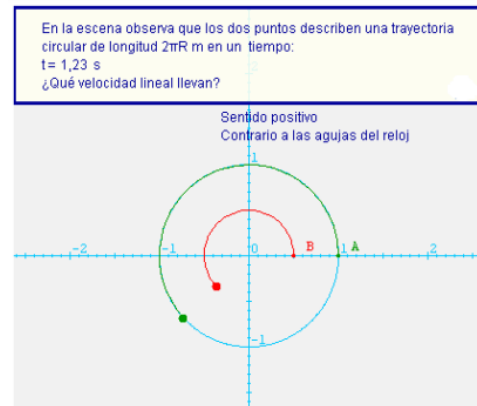 En la escena observa que los dos puntos describen una trayectoria
circular de longitud 2πR m en un tiempo:
t= 1,23 s
¿Qué velocidad lineal llevan?
Sentido positivo
Contrario a las agujas del reloj
1
-2 -1 0 B 1 A 2
-1